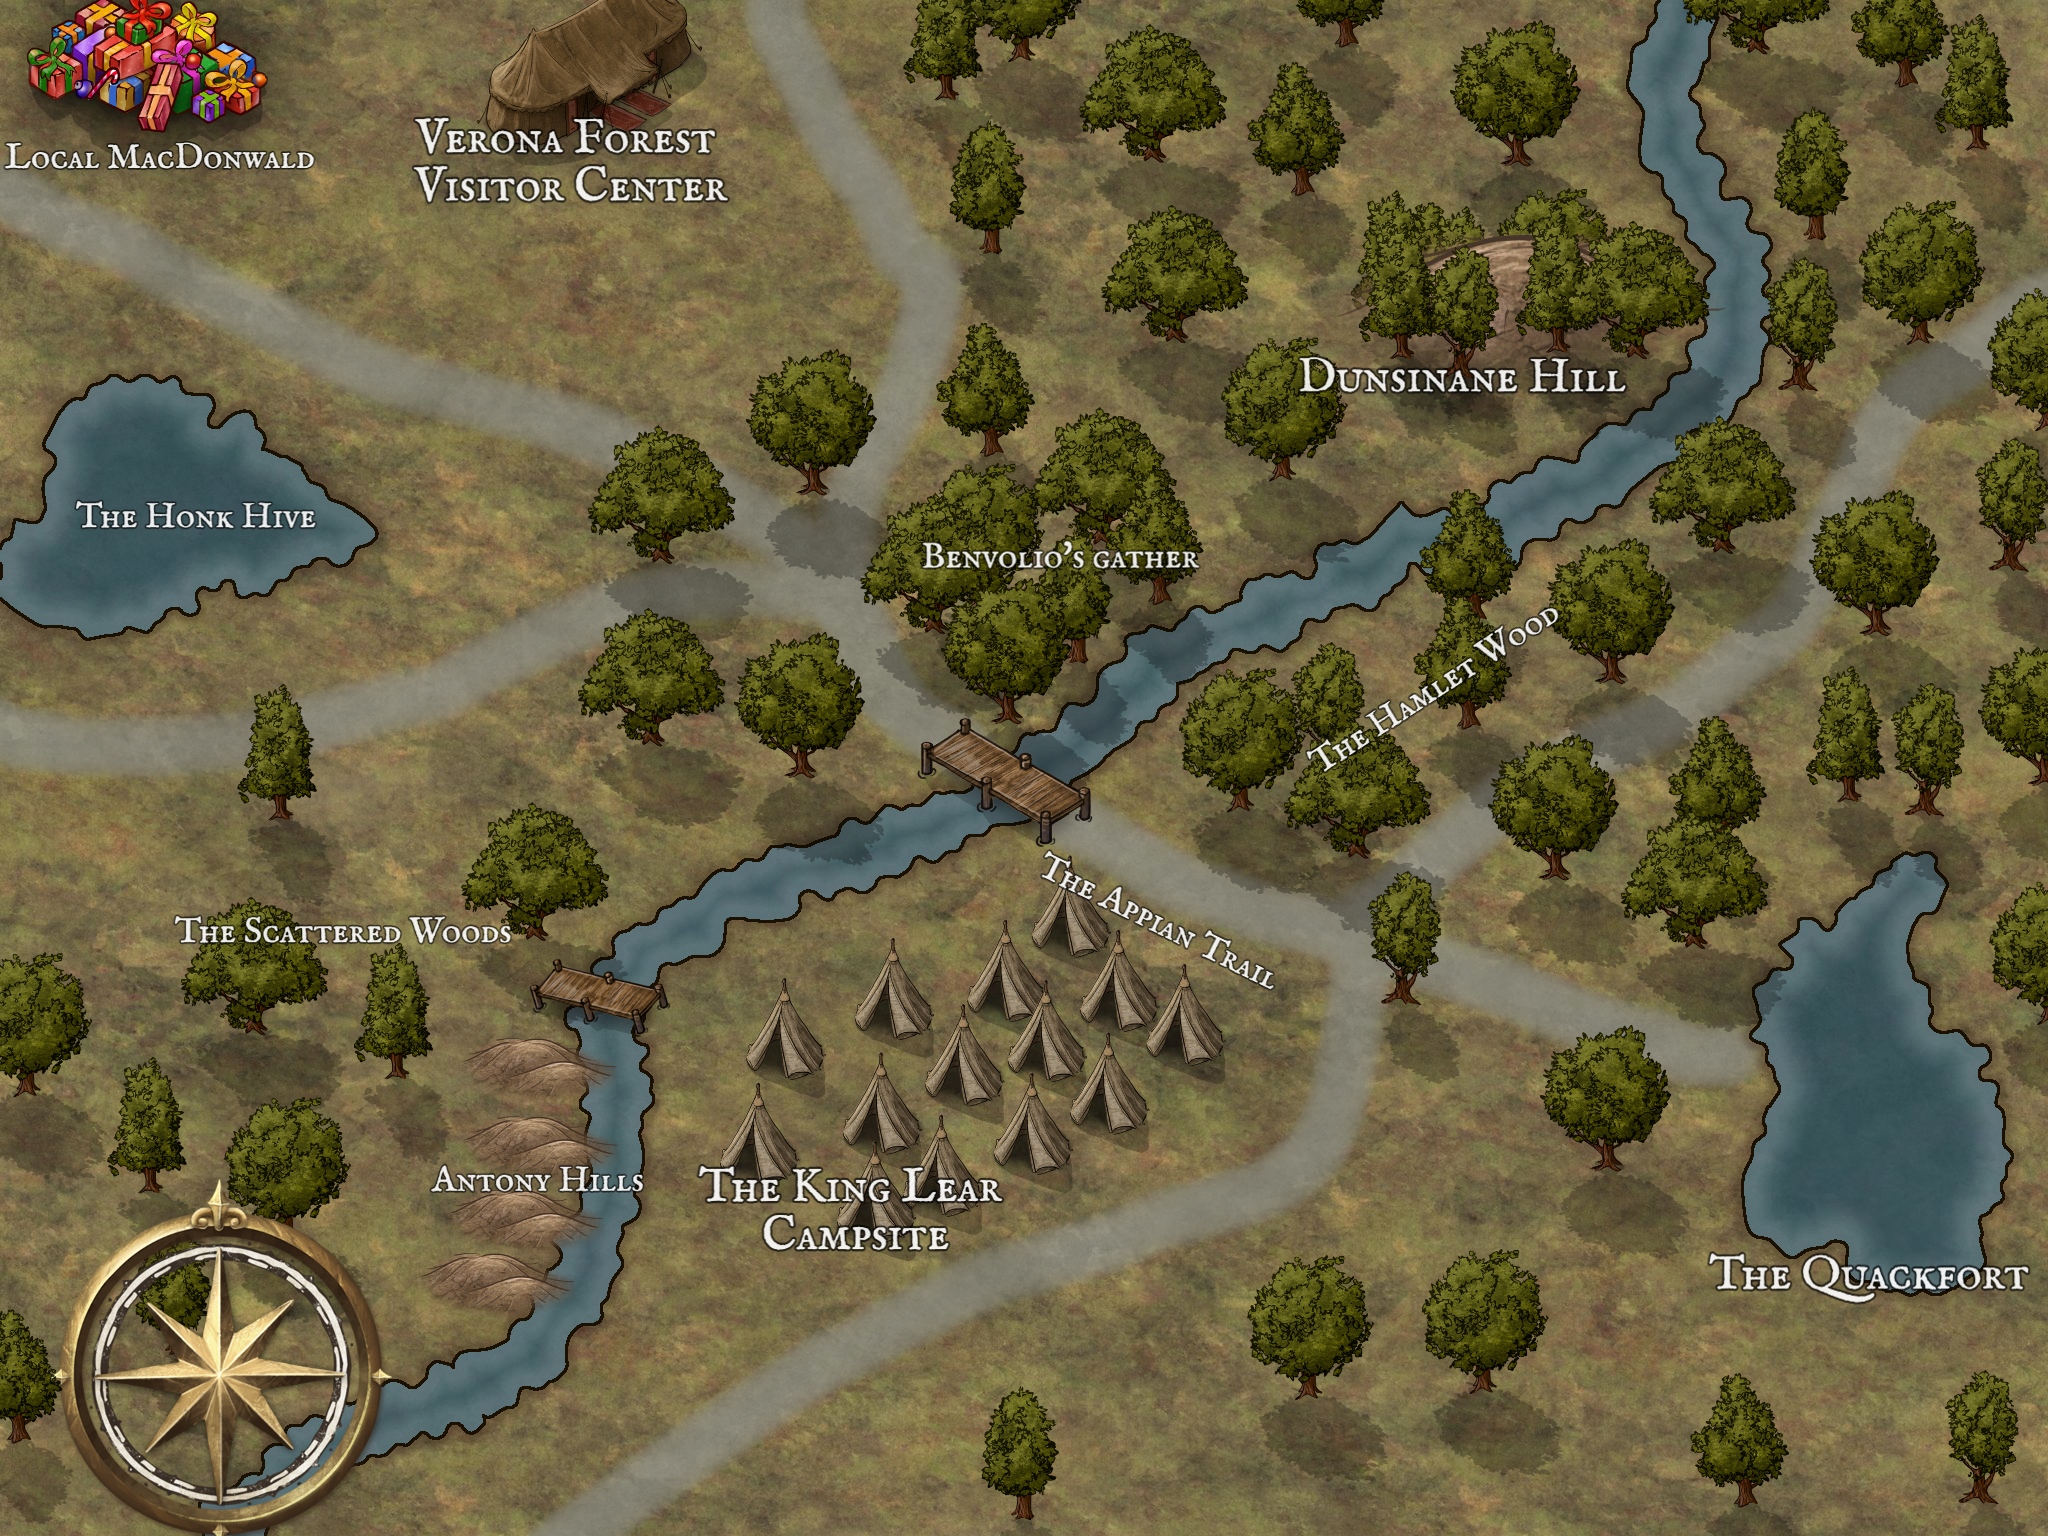 Local MacDonwald
Verona Forest
Visitor Center
Dunsinane Hill
The Honk Hive
Benvolio's gather
The Hamlet Wood
The Appian Trail
The Scattered Woods
Antony Hills
The King Lear
Campsite
The Quackfort